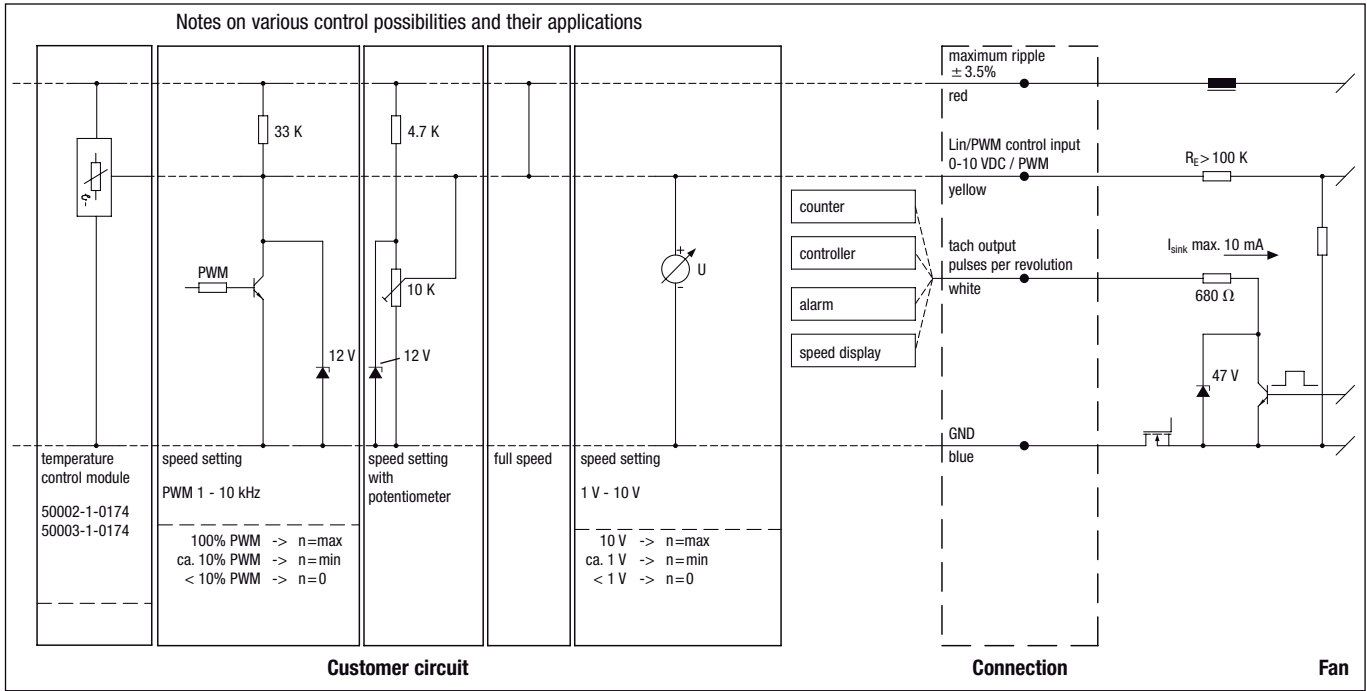 Notes on various control possibilities and their applications
33 K
PWM
12 V
4.7 K
10 K
12 V
+
U
-
temperature
control module
50002-1-0174
50003-1-0174
speed setting
PWM 1 - 10 kHz
100% PWM -> n=max
ca. 10% PWM -> n=min
< 10% PWM -> n=0
speed setting
with
potentiometer
full speed
speed setting
1 V - 10 V
10 V -> n=max
ca. 1 V -> n=min
< 1 V -> n=0
counter
controller
alarm
speed display
maximum ripple
± 3.5%
red
Lin/PWM control input
0-10 VDC / PWM
yellow
tach output
pulses per revolution
white
GND
blue
RE> 100 K
Isink max. 10 mA
680 Ω
47 V
Customer circuit
Connection
Fan